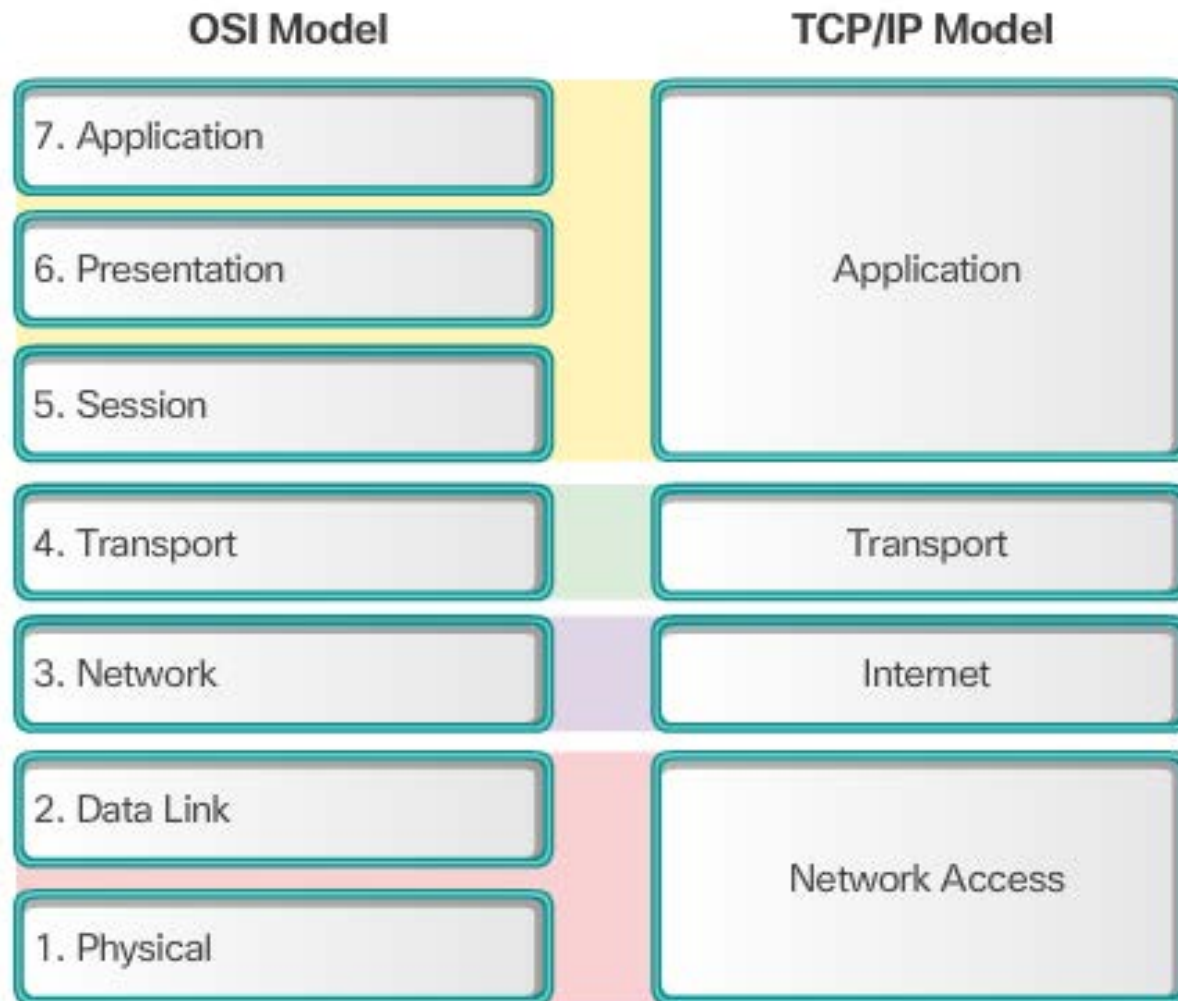 OSI Model
TCP/IP Model
7. Application
6. Presentation
5. Session
Application
4. Transport
Transport
3. Network
Internet
2. Data Link
1. Physical
Network Access